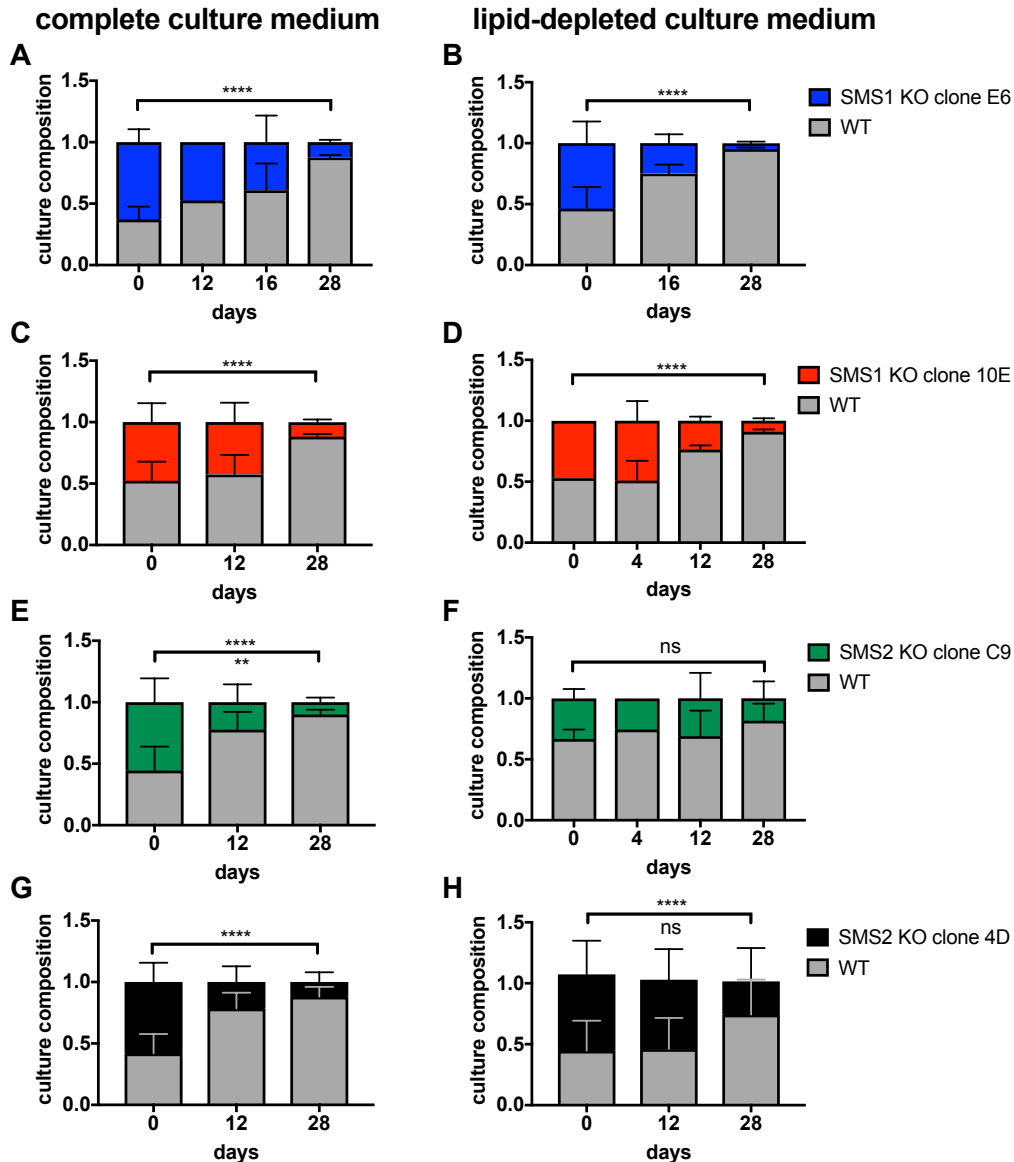 complete culture medium
lipid-depleted culture medium
A
culture composition
1.5
1.0
0.5
0.0
****
0 12 16 28
days
B
culture composition
1.5
1.0
0.5
0.0
****
0 16 28
days
SMS1 KO clone E6
WT
C
culture composition
1.5
1.0
0.5
0.0
****
0 12 28
days
D
culture composition
1.5
1.0
0.5
0.0
****
0 4 12 28
days
SMS1 KO clone 10E
WT
E
culture composition
1.5
1.0
0.5
0.0
****
**
0 12 28
days
F
culture composition
1.5
1.0
0.5
0.0
ns
0 4 12 28
days
SMS2 KO clone C9
WT
G
culture composition
1.5
1.0
0.5
0.0
****
0 12 28
days
H
culture composition
1.5
1.0
0.5
0.0
****
ns
0 12 28
days
SMS2 KO clone 4D
WT